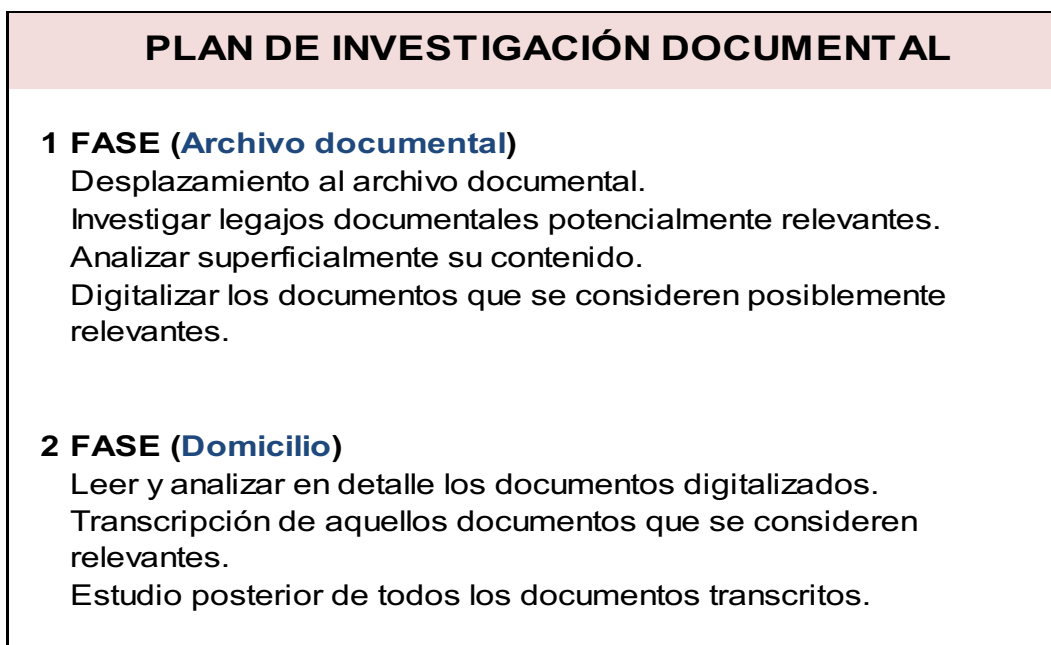 PLAN DE INVESTIGACIÓN DOCUMENTAL
1 FASE (Archivo documental)
Desplazamiento al archivo documental.
Investigar legajos documentales potencialmente relevantes.
Analizar superficialmente su contenido.
Digitalizar los documentos que se consideren posiblemente
relevantes.
2 FASE (Domicilio)
Leer y analizar en detalle los documentos digitalizados.
Transcripción de aquellos documentos que se consideren
relevantes.
Estudio posterior de todos los documentos transcritos.